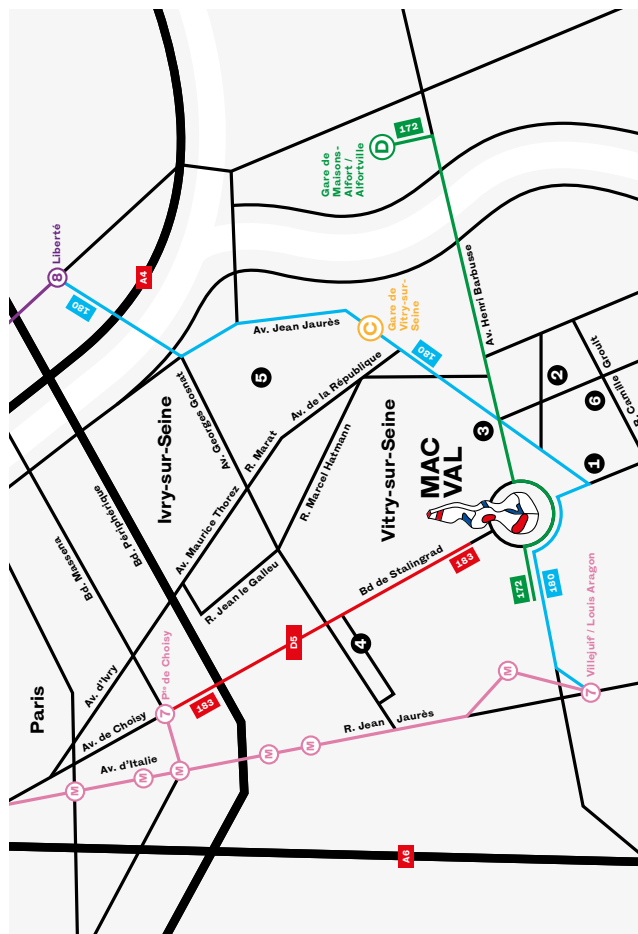 172
D
Gare de
Maisons-
Alfort /
Alfortville
8
Liberté
A4
180
Av. Henri Barbusse
C
Gare de
Vitry-sur-
Seine
Av. Jean Jaurès
180
5
Av. de la République
2
R. Camille Groult
6
3
1
Av. Georges Gosnat
Ivry-sur-Seine
R. Marat
R. Marcel Hatmann
Vitry-sur-Seine
MAC
VAL
Bd. Périphérique
Bd. Massena
Av. Maurice Thorez
R. Jean le Galleu
Bd de Stalingrad
183
172
180
D5
4
Villejuif / Louis Aragon
7
M
Paris
Av. d'Ivry
Pte de Choisy
7
183
Av. de Choisy
R. Jean Jaurès
Av. d'Italie
M
M
M
M
M
A6